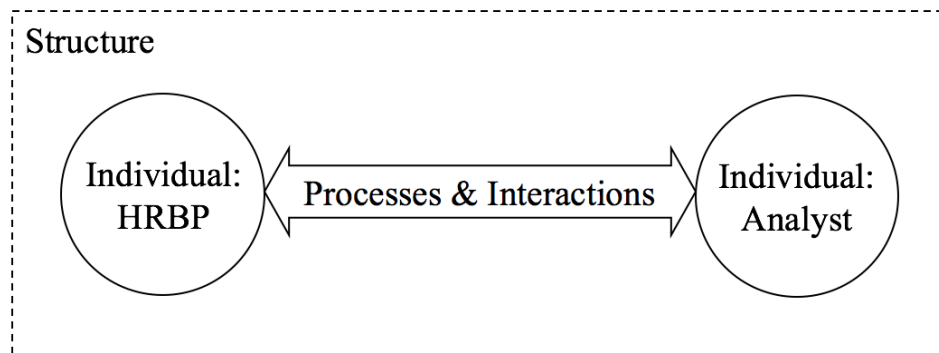 Structure
Individual:
HRBP
Processes & Interactions
Individual:
Analyst